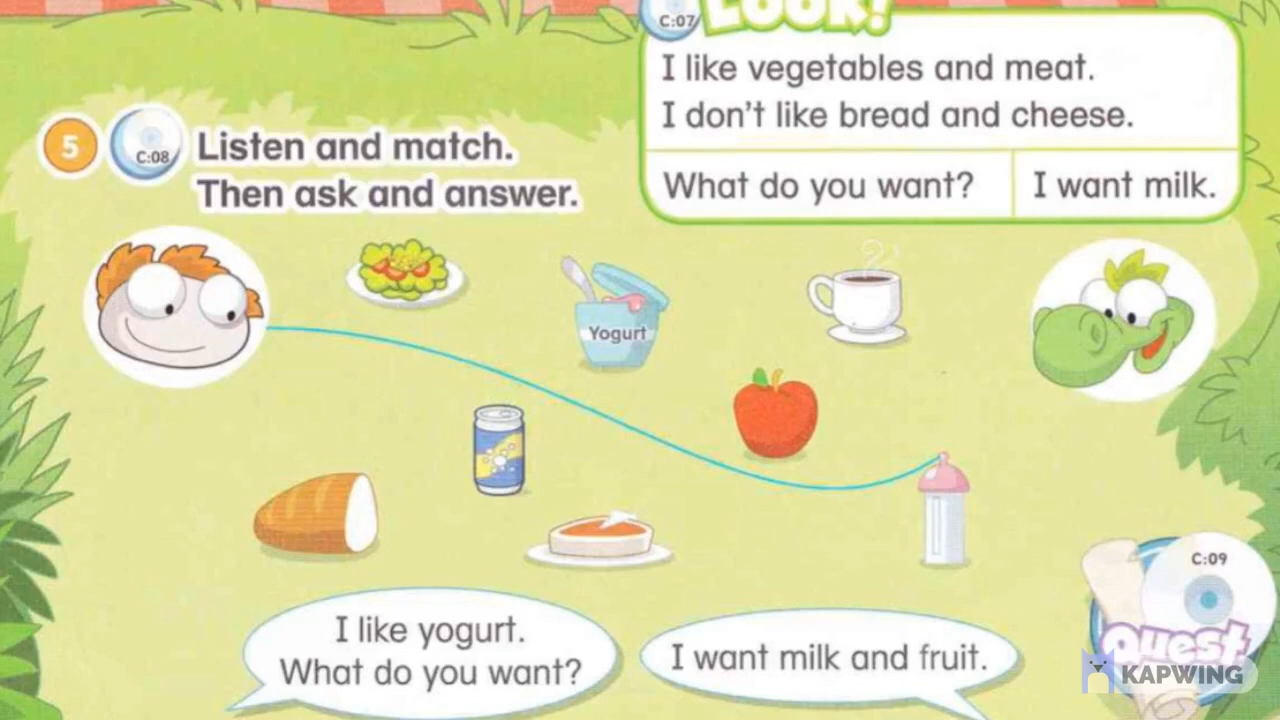 C:07 LOOK!
I like vegetables and meat.
I don't like bread and cheese.
What do you want? I want milk.
5 C:08 Listen and match.
Then ask and answer.
Yogurt
I like yogurt.
What do you want?
I want milk and fruit.
C:09
Quest
KAPWING